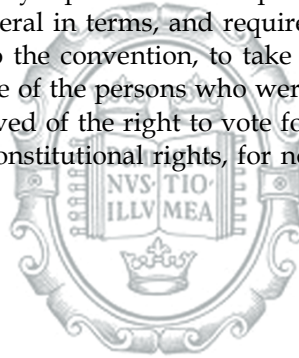 eral in terms, and require
o the convention, to take
e of the persons who wer
ved of the right to vote fo
onstitutional rights, for no
NVS· TIO·
ILLV MEA